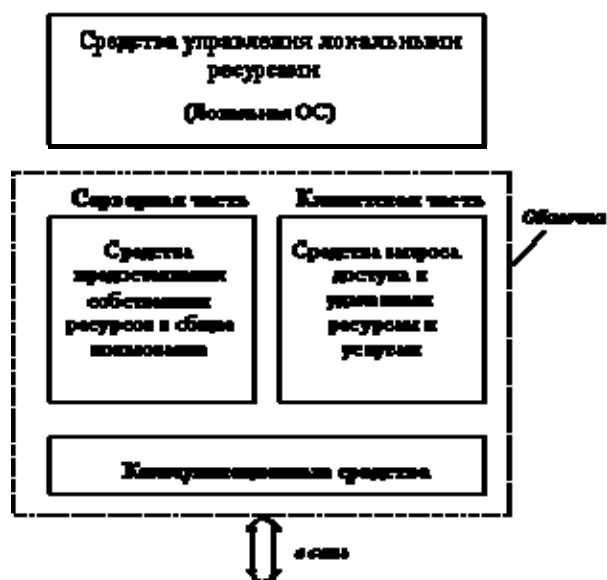 Средства управления локальными
ресурсами
(Локальная ОС)
Серверная часть
Клиентская часть
Оболочка
Средства
предоставления
собственных
ресурсов в общее
пользование
Средства запроса
доступа к
удаленным
ресурсам и
услугам
Коммуникационные средства
в сеть